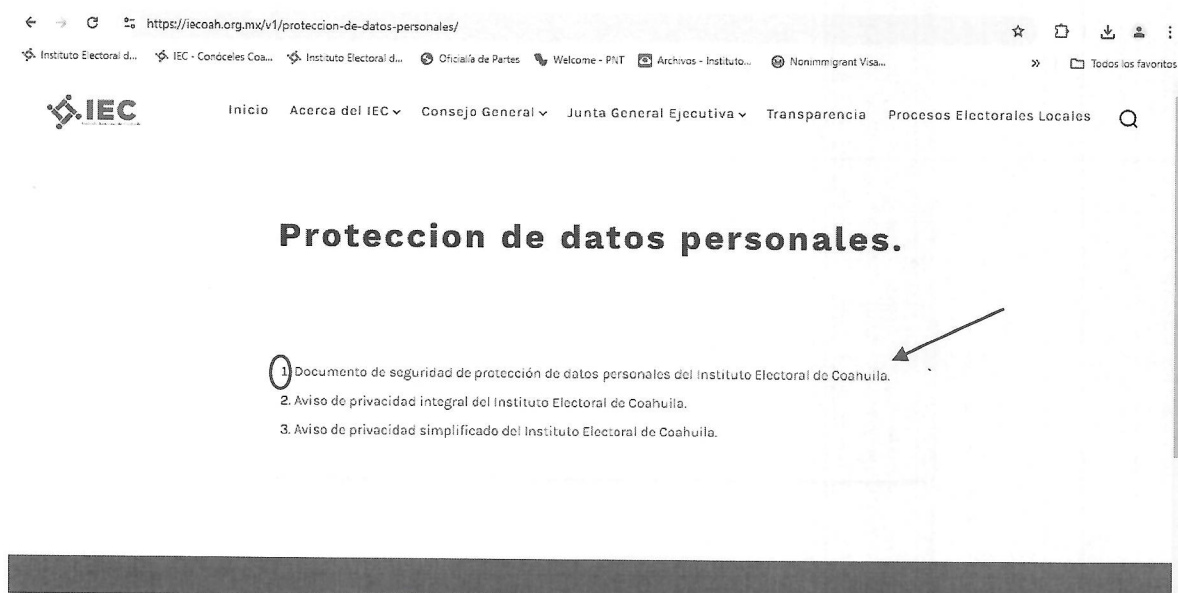 https://iecoah.org.mx/v1/proteccion-de-datos-personales/
Instituto Electoral d... IEC - Conóceles Coa... Instituto Electoral d... Oficialía de Partes Welcome - PNT Archivos - Instituto... Nonimmigrant Visa... » Todos los favoritos
IEC Inicio Acerca del IEC Consejo General Junta General Ejecutiva Transparencia Procesos Electorales Locales
Proteccion de datos personales.
1. Documento de seguridad de protección de datos personales del Instituto Electoral de Coahuila.
2. Aviso de privacidad integral del Instituto Electoral de Coahuila.
3. Aviso de privacidad simplificado del Instituto Electoral de Coahuila.